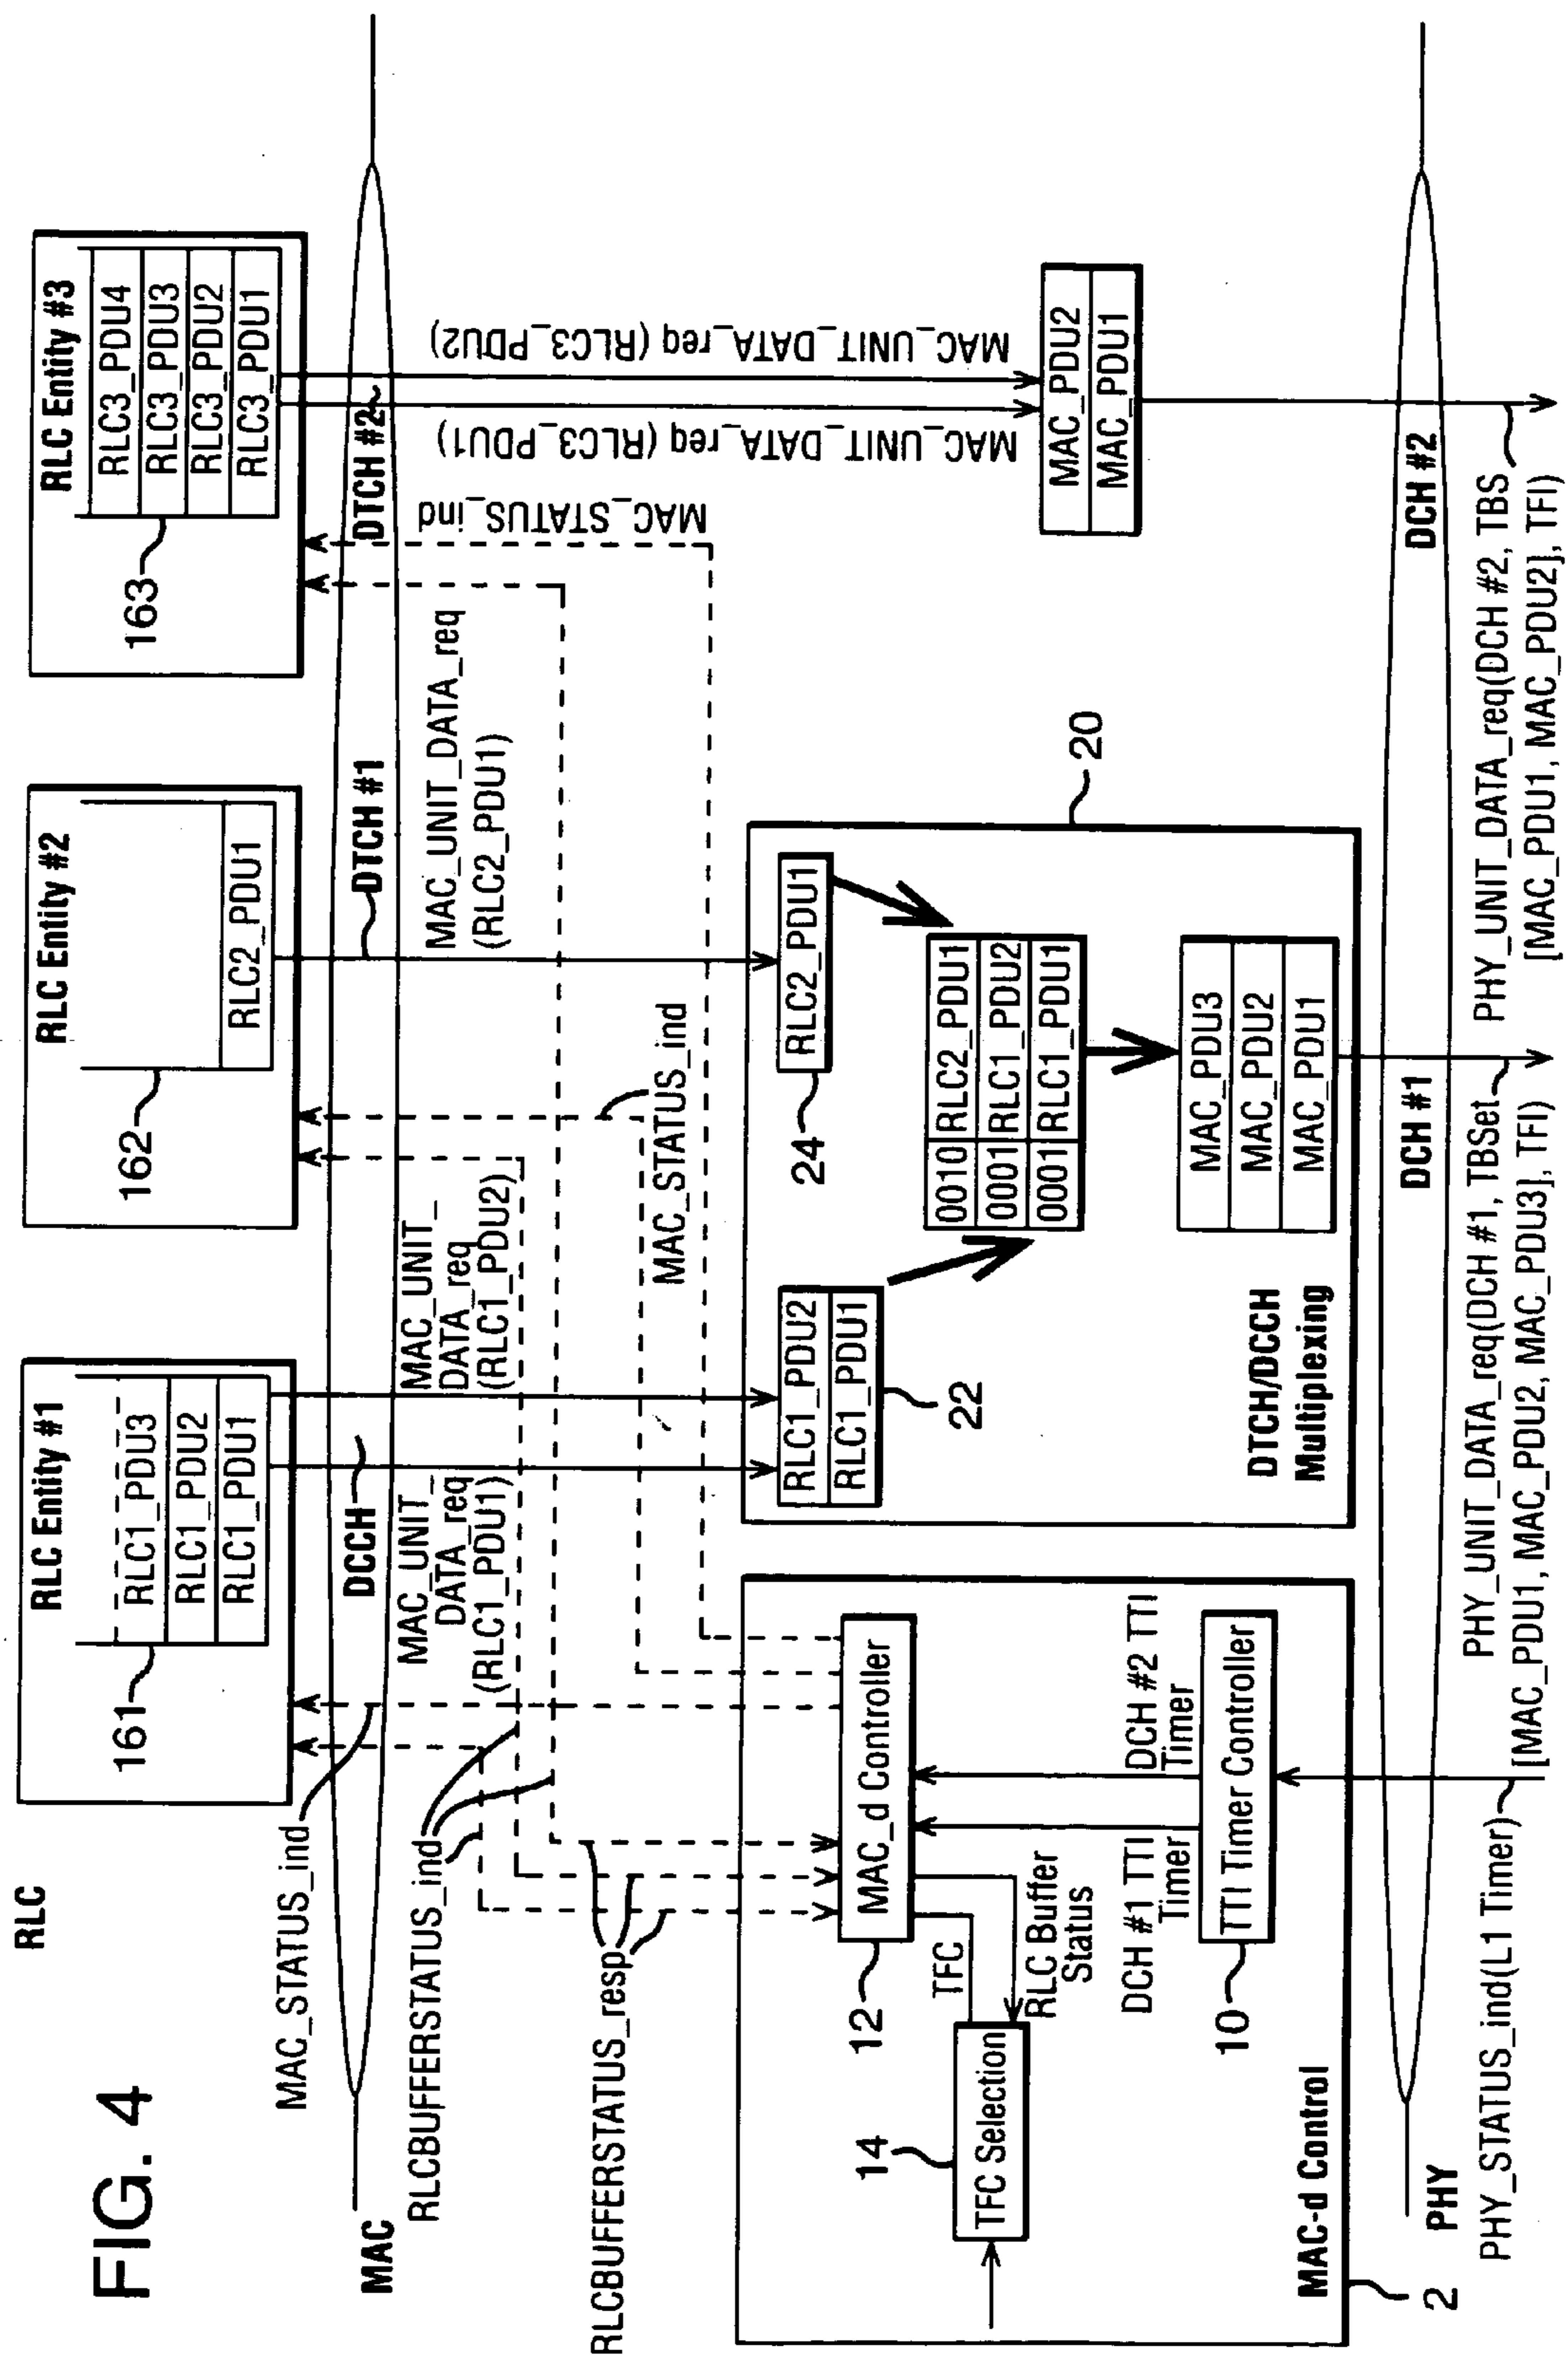 FIG. 4
RLC
RLC Entity #1
RLC1_PDU3
RLC1_PDU2
RLC1_PDU1
161
RLC Entity #2
RLC2_PDU1
162
RLC Entity #3
RLC3_PDU4
RLC3_PDU3
RLC3_PDU2
RLC3_PDU1
163
MAC
DCCH
DTCH #1
DTCH #2
MAC_STATUS_ind
RLCBUFFERSTATUS_ind
RLCBUFFERSTATUS_resp
MAC_UNIT_
DATA_req
(RLC1_PDU1)
MAC_UNIT_
DATA_req
(RLC1_PDU2)
MAC_STATUS_ind
MAC_UNIT_DATA_req
(RLC2_PDU1)
MAC_STATUS_ind
MAC_UNIT_DATA_req (RLC3_PDU1)
MAC_UNIT_DATA_req (RLC3_PDU2)
MAC_d Controller
12
TFC
RLC Buffer
Status
14
TFC Selection
DCH #1 TTI
Timer
DCH #2 TTI
Timer
10
TTI Timer Controller
MAC-d Control
2
RLC1_PDU2
RLC1_PDU1
22
24
RLC2_PDU1
20
0010 RLC2_PDU1
0001 RLC1_PDU2
0001 RLC1_PDU1
MAC_PDU3
MAC_PDU2
MAC_PDU1
DTCH/DCCH
Multiplexing
MAC_PDU2
MAC_PDU1
PHY
DCH #1
DCH #2
PHY_STATUS_ind(L1 Timer)
PHY_UNIT_DATA_req(DCH #1, TBSet
[MAC_PDU1, MAC_PDU2, MAC_PDU3], TFI)
PHY_UNIT_DATA_req(DCH #2, TBS
[MAC_PDU1, MAC_PDU2], TFI)